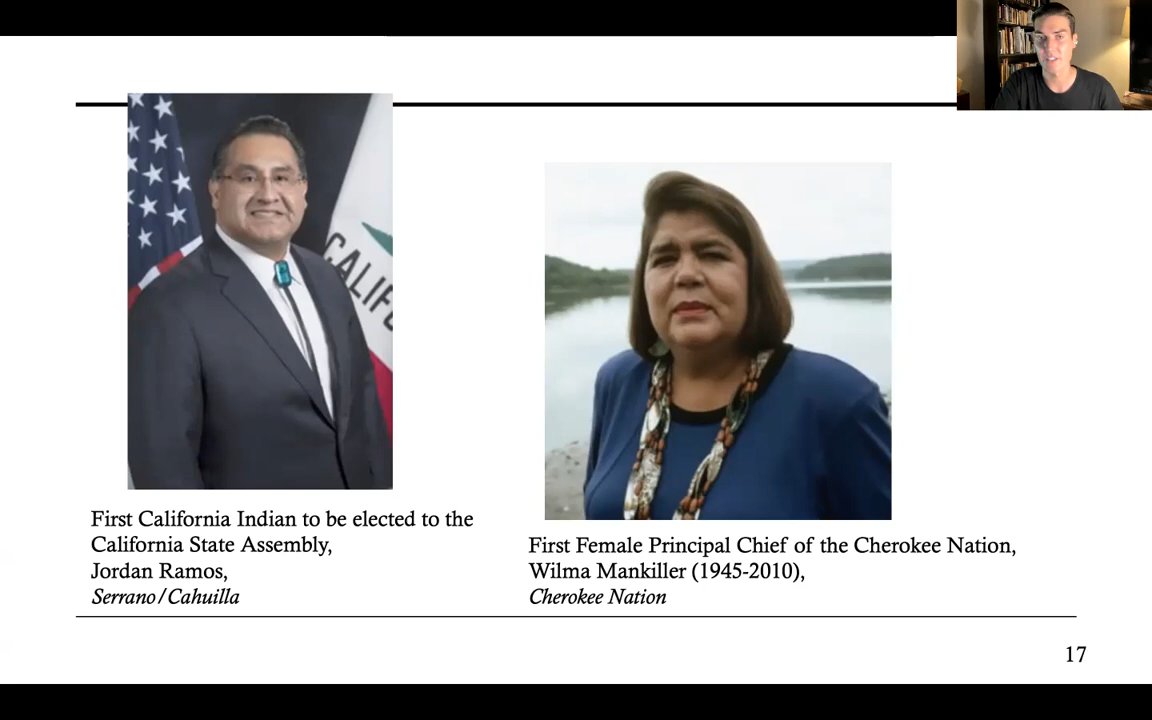 CALIF
First California Indian to be elected to the
California State Assembly,
Jordan Ramos,
Serrano/Cahuilla
First Female Principal Chief of the Cherokee Nation,
Wilma Mankiller (1945-2010),
Cherokee Nation
17